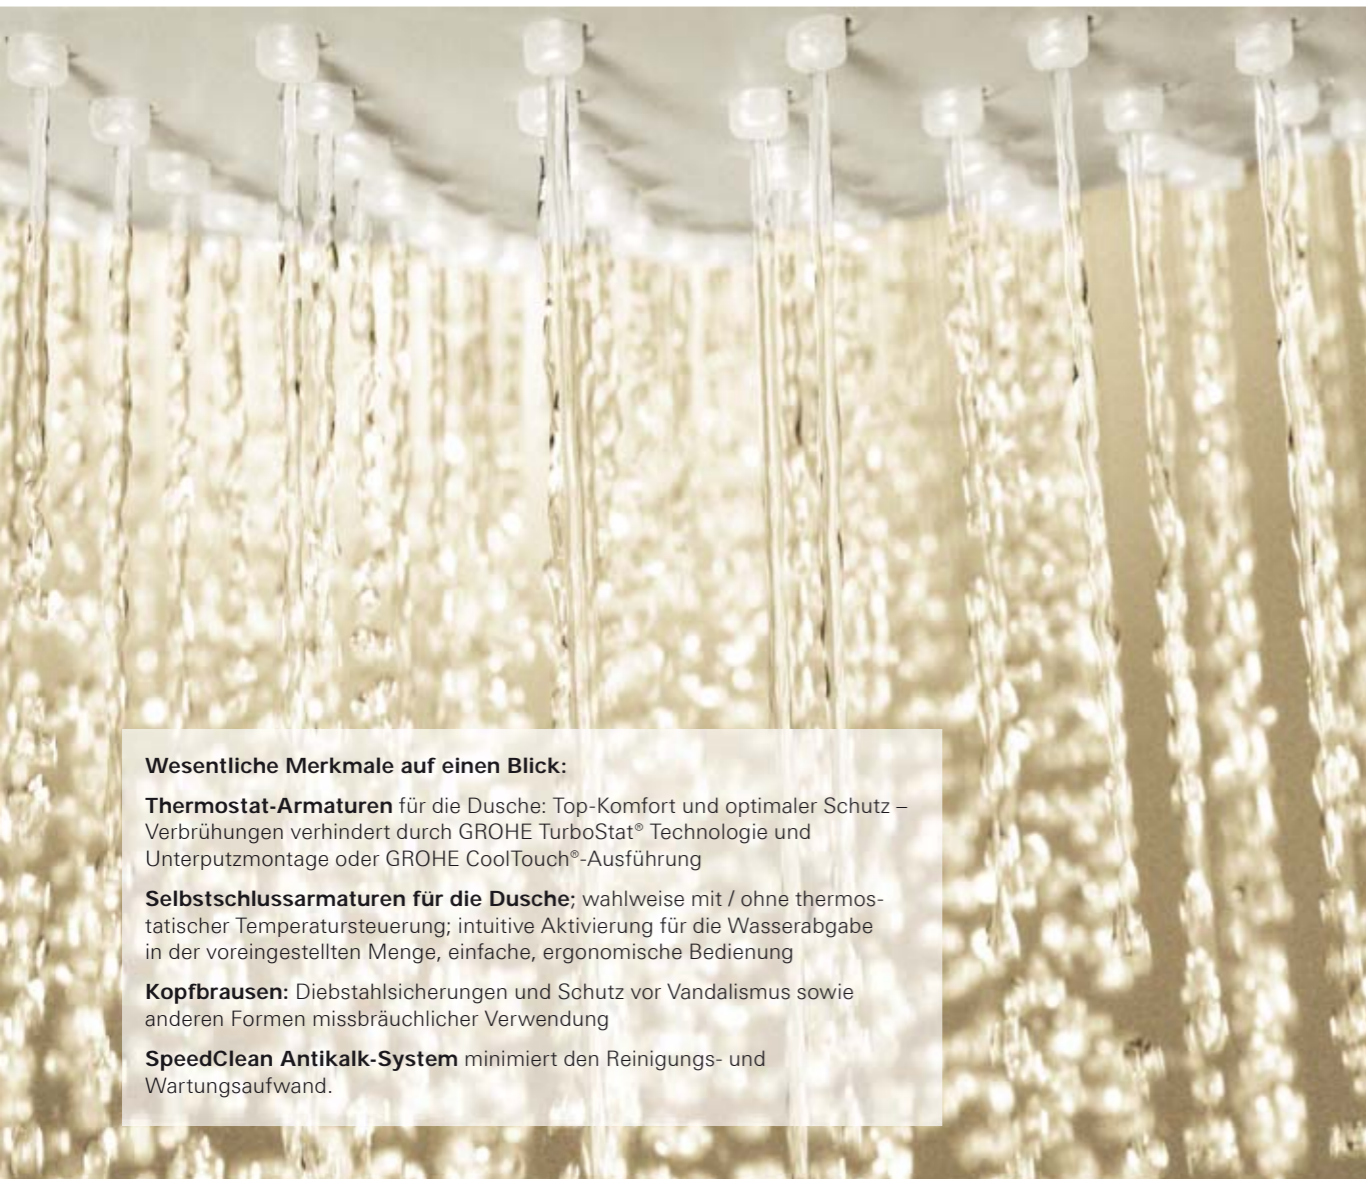 Wesentliche Merkmale auf einen Blick:
Thermostat-Armaturen für die Dusche: Top-Komfort und optimaler Schutz –
Verbrühungen verhindert durch GROHE TurboStat® Technologie und
Unterputzmontage oder GROHE CoolTouch®-Ausführung
Selbstschlussarmaturen für die Dusche; wahlweise mit / ohne thermos-
tatischer Temperatursteuerung; intuitive Aktivierung für die Wasserabgabe
in der voreingestellten Menge, einfache, ergonomische Bedienung
Kopfbrausen: Diebstahlsicherungen und Schutz vor Vandalismus sowie
anderen Formen missbräuchlicher Verwendung
SpeedClean Antikalk-System minimiert den Reinigungs- und
Wartungsaufwand.